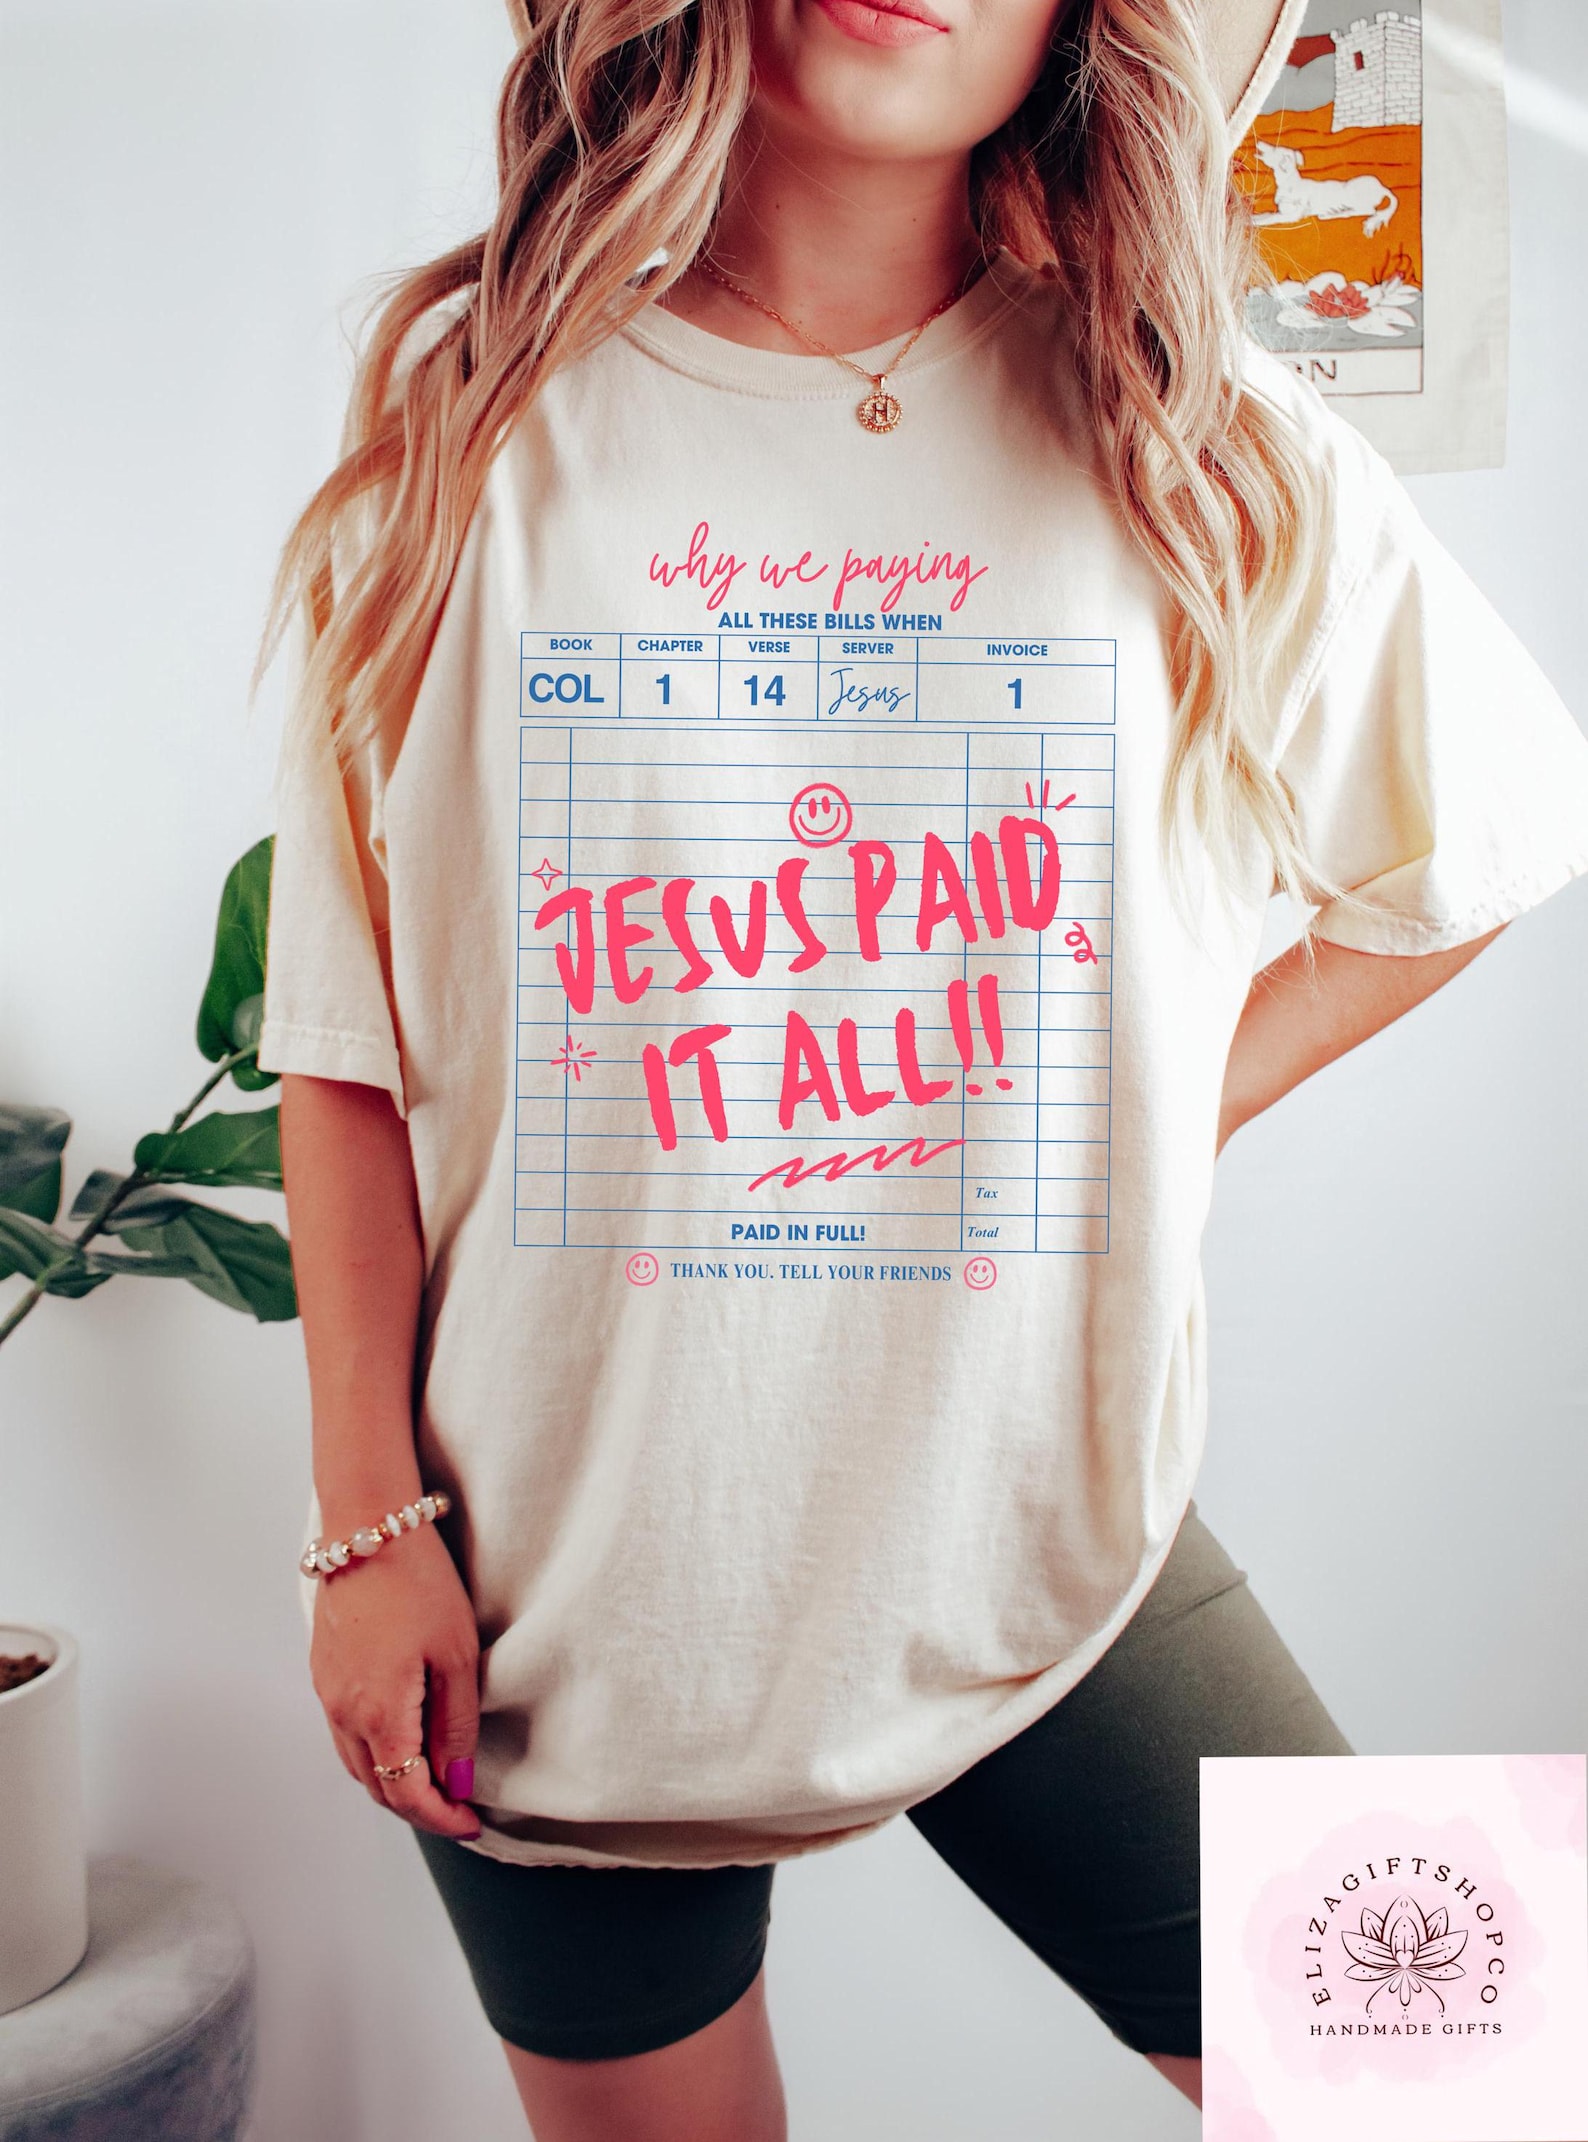 why we paying
ALL THESE BILLS WHEN
BOOK CHAPTER VERSE SERVER INVOICE
COL 1 14 Jesus 1
JESUS PAID
IT ALL!!
Tax
PAID IN FULL! Total
THANK YOU. TELL YOUR FRIENDS
H
ELIZAGIFTSHOPCO
HANDMADE GIFTS